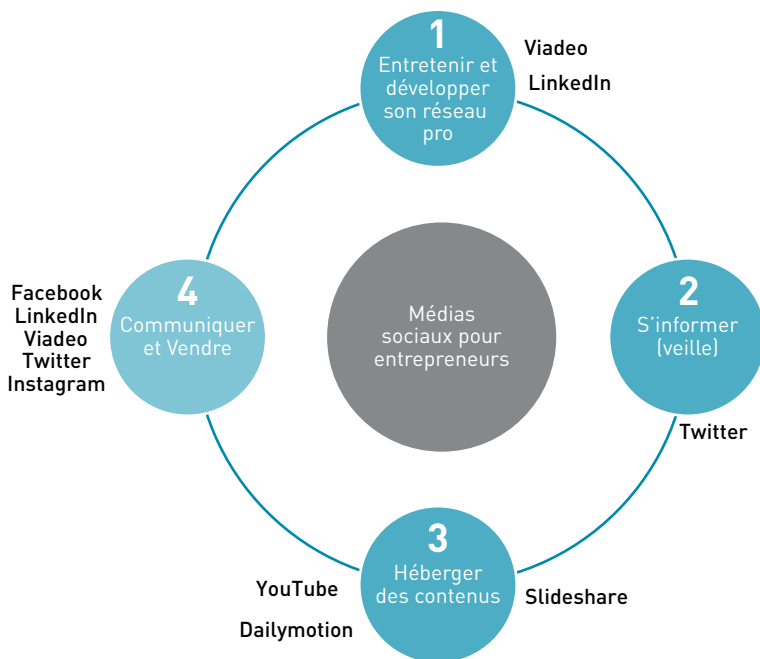 1
Entretenir et
développer
son réseau
pro
Viadeo
LinkedIn
2
S'informer
(veille)
Twitter
3
Héberger
des contenus
Slideshare
YouTube
Dailymotion
4
Communiquer
et Vendre
Facebook
LinkedIn
Viadeo
Twitter
Instagram
Médias
sociaux pour
entrepreneurs